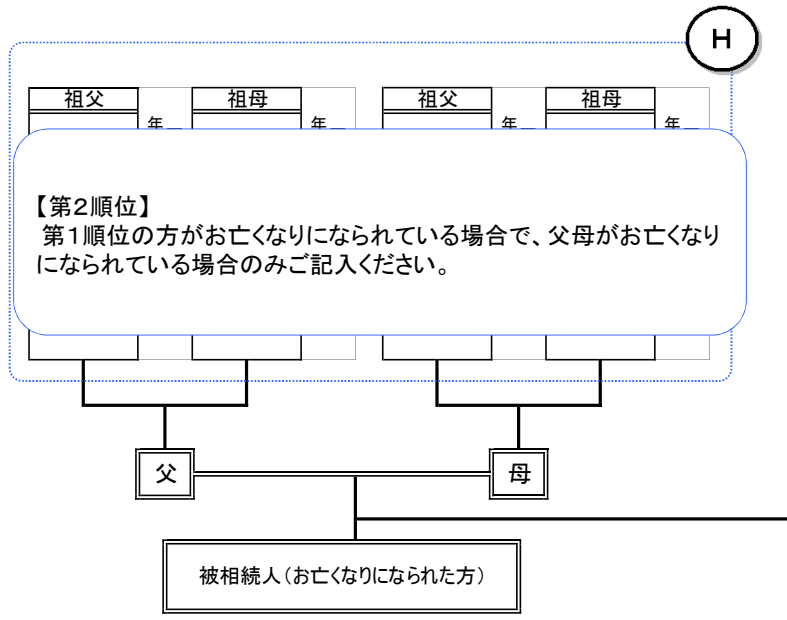 H
祖父 祖母 祖父 祖母
年 年 年 年
【第2順位】
第1順位の方がお亡くなりになられている場合で、父母がお亡くなり
になられている場合のみご記入ください。
父 母
被相続人(お亡くなりになられた方)